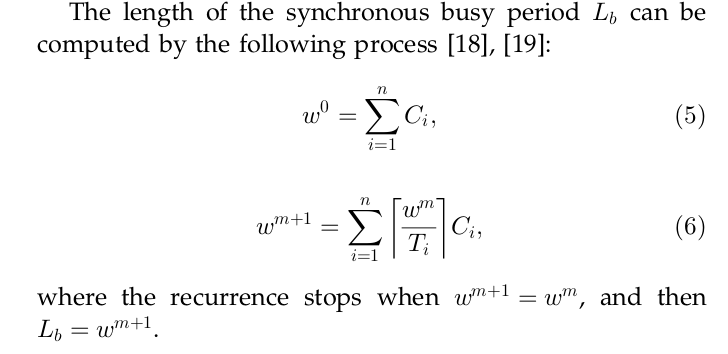 The length of the synchronous busy period $L_b$ can be
computed by the following process [18], [19]:
$w^0 = \sum_{i=1}^{n} C_i,$ (5)
$w^{m+1} = \sum_{i=1}^{n} \left\lceil \frac{w^m}{T_i} \right\rceil C_i,$ (6)
where the recurrence stops when $w^{m+1} = w^m$, and then
$L_b = w^{m+1}$.